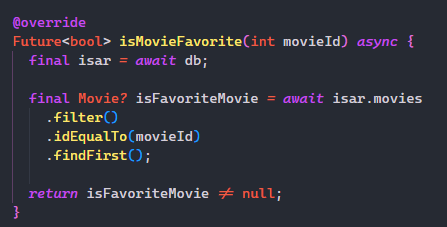 @override
Future<bool> isMovieFavorite(int movieId) async {
  final isar = await db;

  final Movie? isFavoriteMovie = await isar.movies
    .filter()
    .idEqualTo(movieId)
    .findFirst();

  return isFavoriteMovie != null;
}